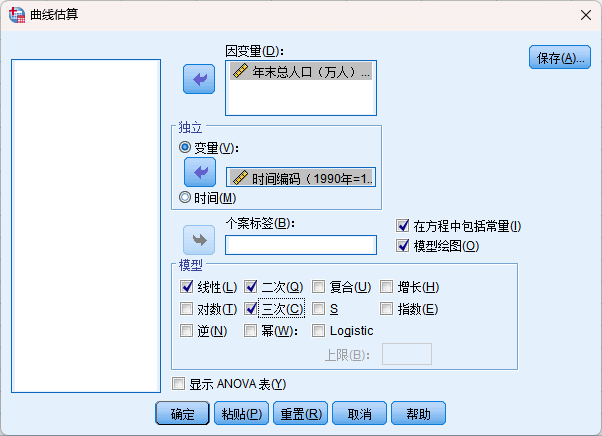 曲线估算
因变量(D):
年末总人口（万人）...
保存(A)...
独立
变量(V):
时间编码（1990年=1..
时间(M)
个案标签(B):
在方程中包括常量(I)
模型绘图(O)
模型
线性(L) 二次(Q) 复合(U) 增长(H)
对数(T) 三次(C) S 指数(E)
逆(N) 幂(W): Logistic
上限(B):
显示 ANOVA 表(Y)
确定 粘贴(P) 重置(R) 取消 帮助